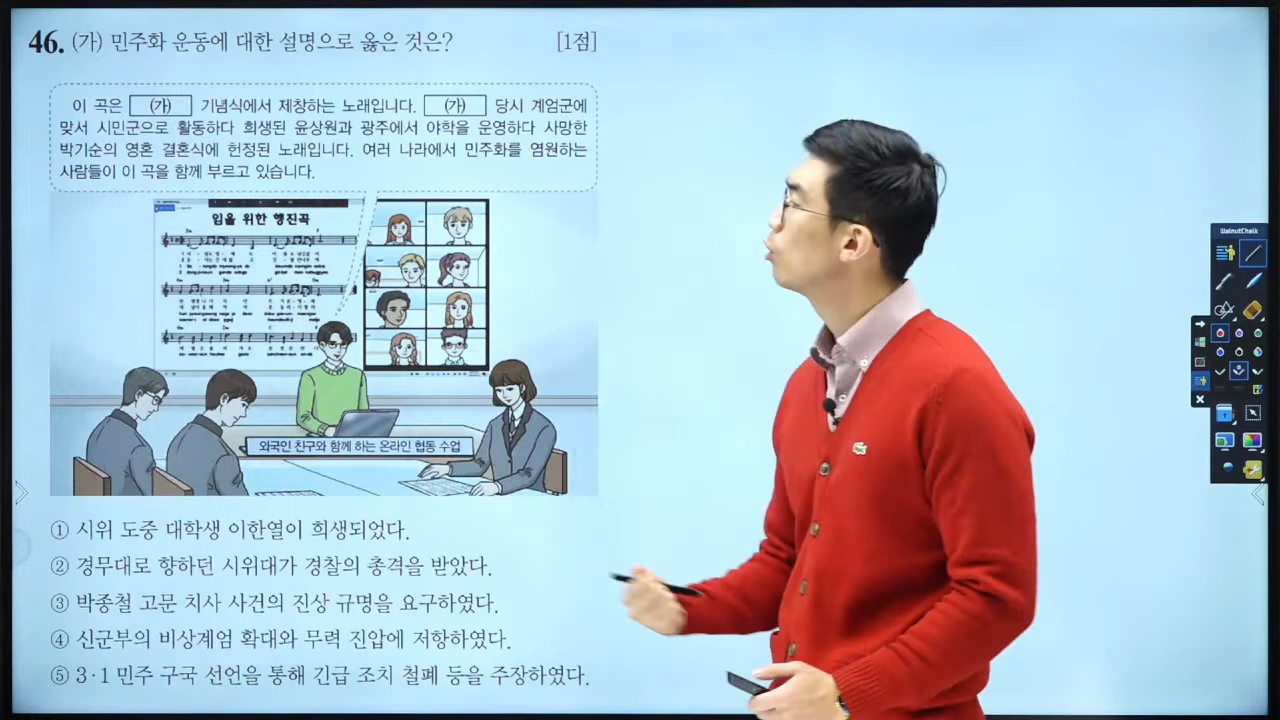 46. (가) 민주화 운동에 대한 설명으로 옳은 것은? [1점]
이 곡은 (가) 기념식에서 제창하는 노래입니다. (가) 당시 계엄군에
맞서 시민군으로 활동하다 희생된 윤상원과 광주에서 야학을 운영하다 사망한
박기순의 영혼 결혼식에 헌정된 노래입니다. 여러 나라에서 민주화를 염원하는
사람들이 이 곡을 함께 부르고 있습니다.
임을 위한 행진곡
외국인 친구와 함께 하는 온라인 협동 수업
① 시위 도중 대학생 이한열이 희생되었다.
② 경무대로 향하던 시위대가 경찰의 총격을 받았다.
③ 박종철 고문 치사 사건의 진상 규명을 요구하였다.
④ 신군부의 비상계엄 확대와 무력 진압에 저항하였다.
⑤ 3·1 민주 구국 선언을 통해 긴급 조치 철폐 등을 주장하였다.
WalnutChalk